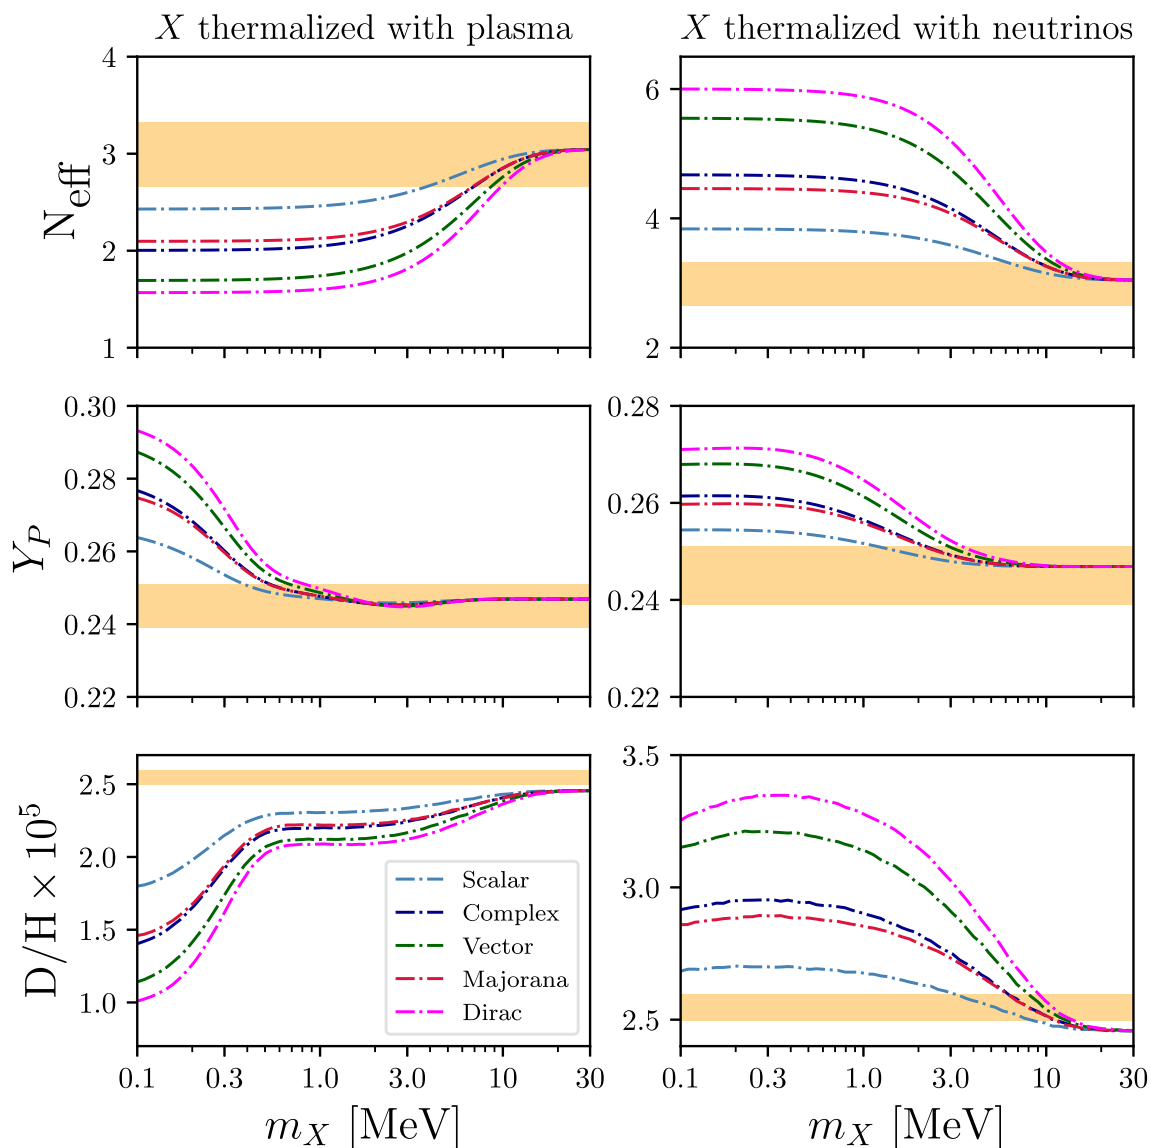 X thermalized with plasma
X thermalized with neutrinos
N_eff
4
3
2
1
6
4
2
Y_P
0.30
0.28
0.26
0.24
0.22
0.28
0.26
0.24
0.22
D/H × 10^5
2.5
2.0
1.5
1.0
3.5
3.0
2.5
Scalar
Complex
Vector
Majorana
Dirac
0.1 0.3 1.0 3.0 10 30
0.1 0.3 1.0 3.0 10 30
m_X [MeV]
m_X [MeV]